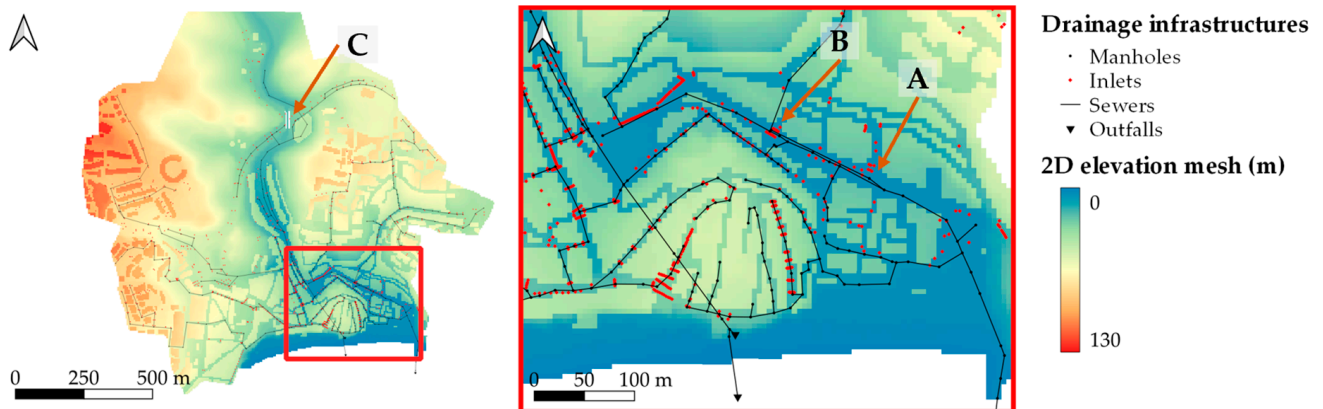 C
0 250 500 m
B
A
0 50 100 m
Drainage infrastructures
Manholes
Inlets
Sewers
Outfalls
2D elevation mesh (m)
0
130